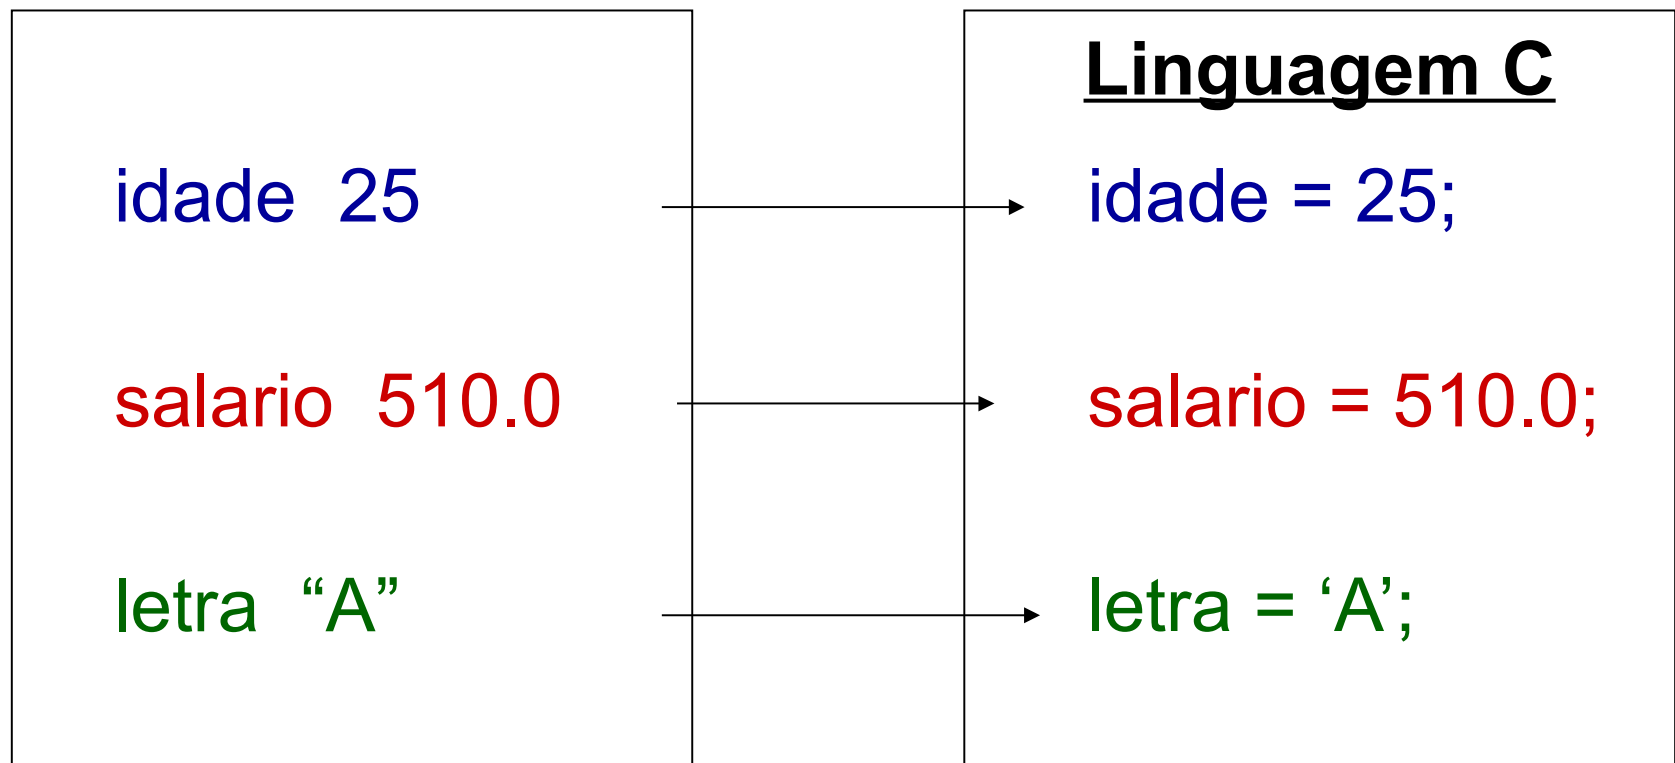 Linguagem C
idade  25
idade = 25;
salario  510.0
salario = 510.0;
letra  “A”
letra = ‘A’;